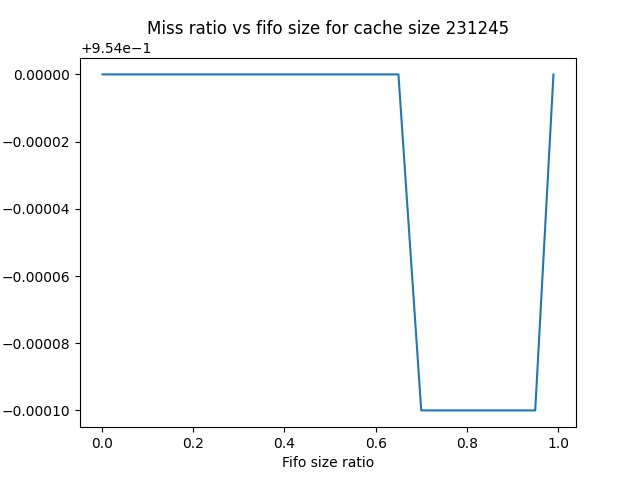 Miss ratio vs fifo size for cache size 231245
+9.54e−1
0.00000
−0.00002
−0.00004
−0.00006
−0.00008
−0.00010
0.0 0.2 0.4 0.6 0.8 1.0
Fifo size ratio